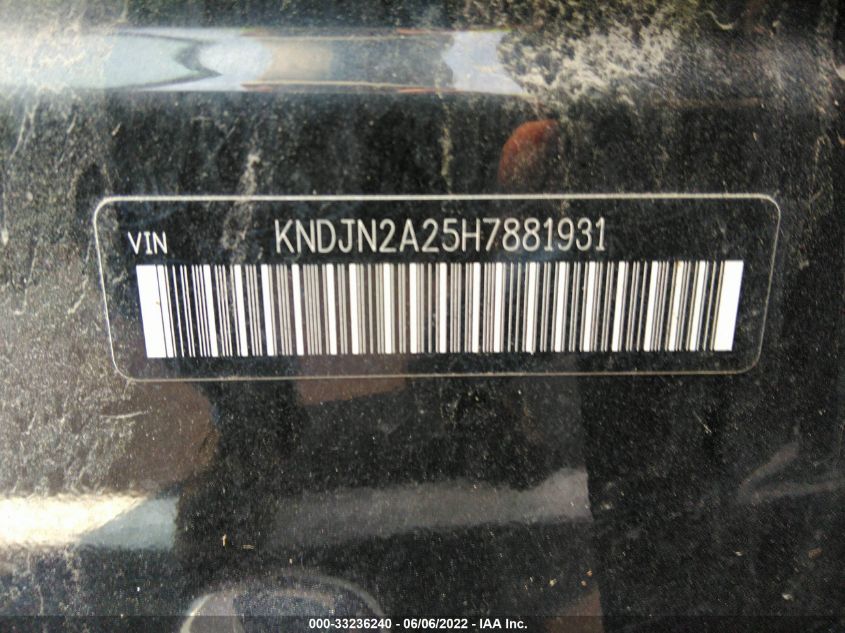 VIN KNDJN2A25H7881931
000-33236240 - 06/06/2022 - IAA Inc.